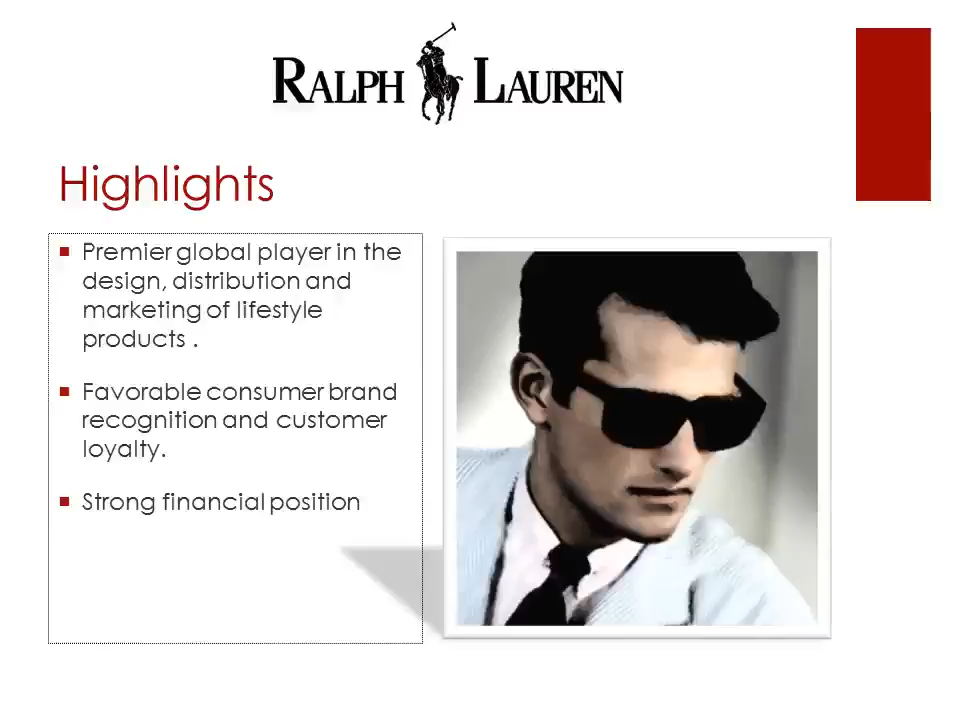 RALPH LAUREN
Highlights
Premier global player in the
design, distribution and
marketing of lifestyle
products .
Favorable consumer brand
recognition and customer
loyalty.
Strong financial position